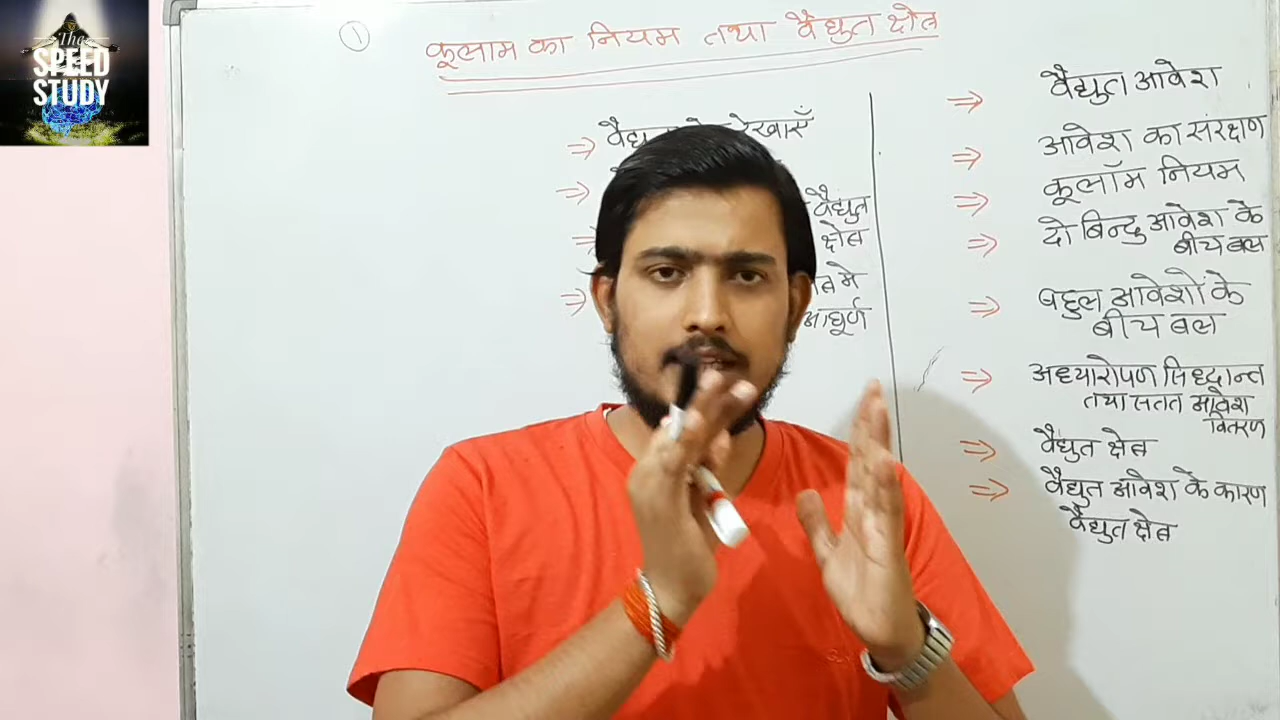 The
SPEED
STUDY
1
कूलाम का नियम तथा वैद्युत क्षेत्र
वैद्युत रेखाएँ
वैद्युत
क्षेत्र
मे
आघूर्ण
⇒ वैद्युत आवेश
⇒ आवेश का संरक्षण
⇒ कूलॉम नियम
⇒ दो बिन्दु आवेश के
बीच बल
⇒ बहुल आवेशों के
बीच बल
⇒ अध्यारोपण सिध्दान्त
तथा सतत आवेश
वितरण
⇒ वैद्युत क्षेत्र
⇒ वैद्युत आवेश के कारण
वैद्युत क्षेत्र